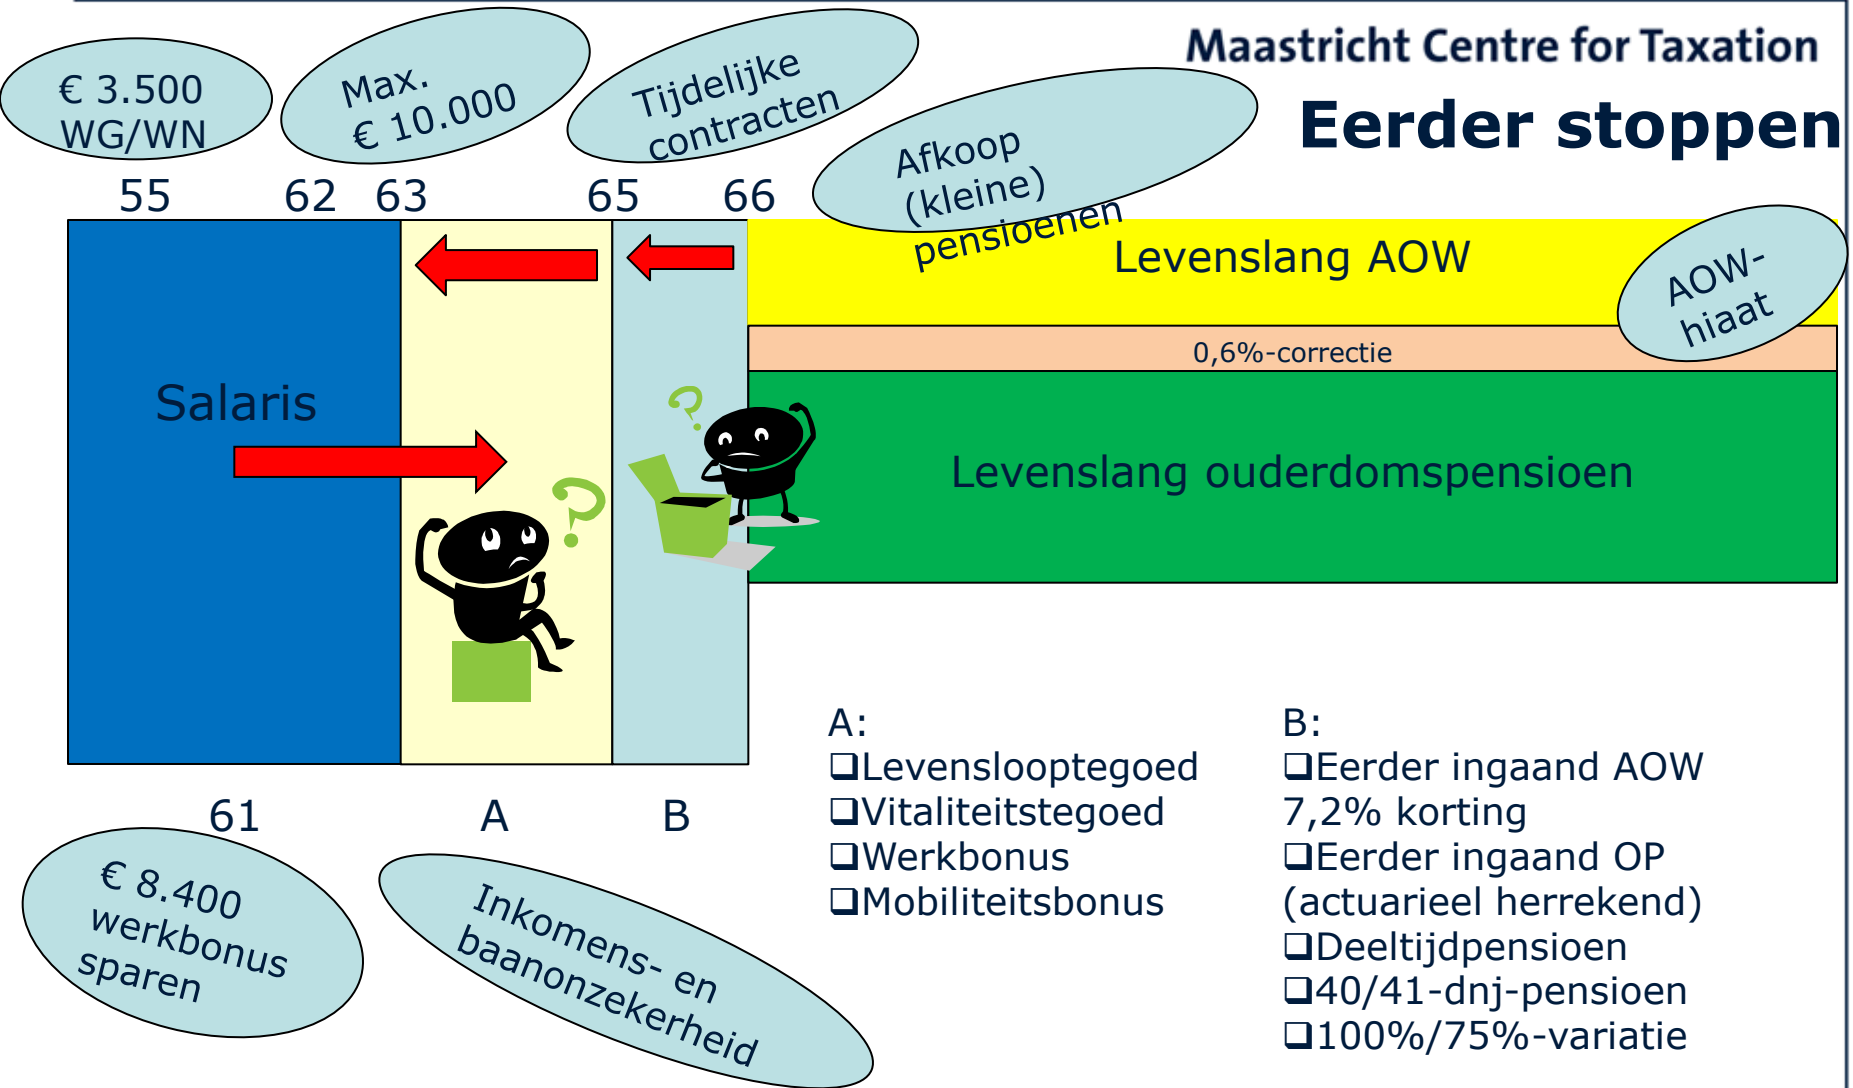 Maastricht Centre for Taxation
Eerder stoppen
€ 3.500
WG/WN
Max.
€ 10.000
Tijdelijke
contracten
Afkoop
(kleine)
pensioenen
55 62 63 65 66
Levenslang AOW
AOW-
hiaat
0,6%-correctie
Salaris
?
?
Levenslang ouderdomspensioen
61 A B
€ 8.400
werkbonus
sparen
Inkomens- en
baanonzekerheid
A:
❑Levenslooptegoed
❑Vitaliteitstegoed
❑Werkbonus
❑Mobiliteitsbonus
B:
❑Eerder ingaand AOW
7,2% korting
❑Eerder ingaand OP
(actuarieel herrekend)
❑Deeltijdpensioen
❑40/41-dnj-pensioen
❑100%/75%-variatie